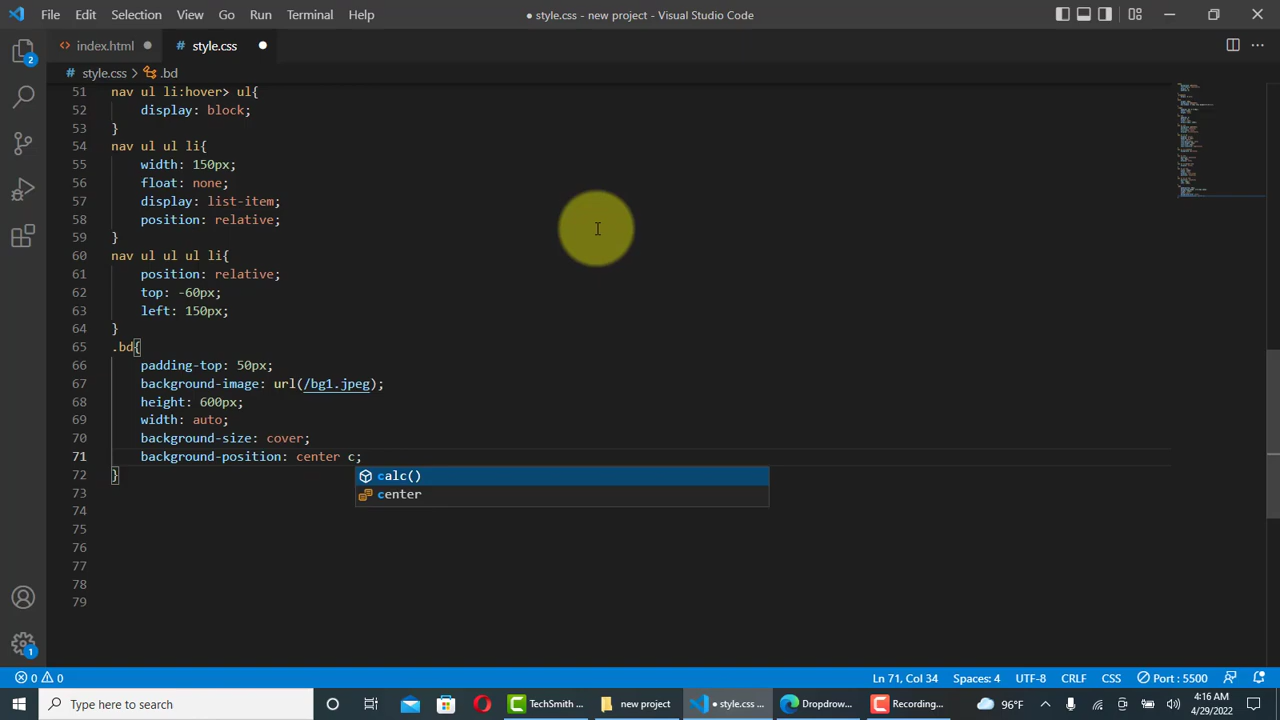 File Edit Selection View Go Run Terminal Help ● style.css - new project - Visual Studio Code
<> index.html ● # style.css ●
# style.css > .bd
51 nav ul li:hover> ul{
52 display: block;
53 }
54 nav ul ul li{
55 width: 150px;
56 float: none;
57 display: list-item;
58 position: relative;
59 }
60 nav ul ul ul li{
61 position: relative;
62 top: -60px;
63 left: 150px;
64 }
65 .bd{
66 padding-top: 50px;
67 background-image: url(/bg1.jpeg);
68 height: 600px;
69 width: auto;
70 background-size: cover;
71 background-position: center c;
72 }
calc()
center
73
74
75
76
77
78
79
2
1
0 0 Ln 71, Col 34 Spaces: 4 UTF-8 CRLF CSS Port : 5500
Type here to search TechSmith ... new project ● style.css ... Dropdrow... Recording... 96°F 4:16 AM
4/29/2022